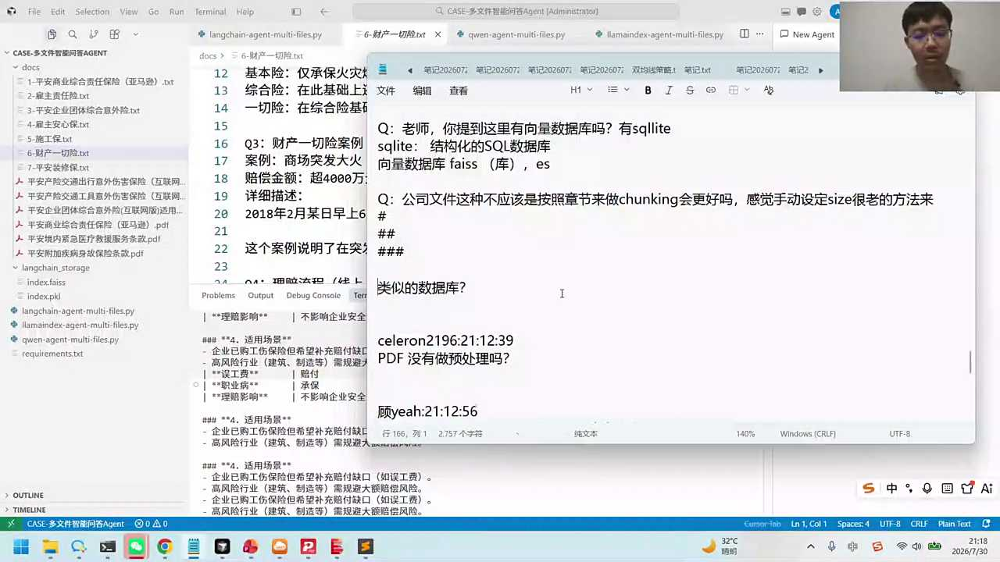 File Edit Selection View Go Run Terminal Help
CASE-多文件智能问答Agent [Administrator]
langchain-agent-multi-files.py
6-财产一切险.txt
qwen-agent-multi-files.py
llamaindex-agent-multi-files.py
New Agent
CASE-多文件智能问答AGENT
docs
1-平安商业综合责任保险（亚马逊）.txt
2-雇主责任险.txt
3-平安企业团体综合意外险.txt
4-雇主安心保.txt
5-施工保.txt
6-财产一切险.txt
7-平安装修保.txt
平安产险交通出行意外伤害保险（互联网...
平安产险交通工具意外伤害保险（互联网...
平安企业团体综合意外险(互联网版)适用...
平安商业综合责任保险（亚马逊）.pdf
平安境内紧急医疗救援服务条款.pdf
平安附加疾病身故保险条款.pdf
langchain_storage
index.faiss
index.pkl
langchain-agent-multi-files.py
llamaindex-agent-multi-files.py
qwen-agent-multi-files.py
requirements.txt
OUTLINE
TIMELINE
docs > 6-财产一切险.txt
12 基本险：仅承保火灾
13 综合险：在此基础上
14 一切险：在综合险基
15
16 Q3：财产一切险案例
17 案例：商场突发大火
18 赔偿金额：超4000万
19 详细描述：
20 2018年2月某日早上6
21
22 这个案例说明了在突发
23
24 Q4：理赔流程（线上
Problems Output Debug Console
| **理赔影响** | 不影响企业安全
### **4. 适用场景**
- 企业已购工伤保险但希望补充赔付缺口
- 高风险行业（建筑、制造等）需规避大
| **误工费** | 赔付
| **职业病** | 承保
| **理赔影响** | 不影响企业安全
### **4. 适用场景**
- 企业已购工伤保险但希望补充赔付缺口
- 高风险行业（建筑、制造等）需规避大额赔偿风险。
### **4. 适用场景**
- 企业已购工伤保险但希望补充赔付缺口（如误工费）。
- 高风险行业（建筑、制造等）需规避大额赔偿风险。
- 企业已购工伤保险但希望补充赔付缺口（如误工费）。
- 高风险行业（建筑、制造等）需规避大额赔偿风险。
笔记2026072 笔记2026072 笔记2026072 笔记2026072 双均线策略.t 笔记.txt 笔记202607 笔记2
文件 编辑 查看
H1 B I S
Q：老师，你提到这里有向量数据库吗？有sqllite
sqlite： 结构化的SQL数据库
向量数据库 faiss （库），es
Q：公司文件这种不应该是按照章节来做chunking会更好吗，感觉手动设定size很老的方法来
#
##
###
类似的数据库？
celeron2196:21:12:39
PDF 没有做预处理吗？
顾yeah:21:12:56
行 166，列 1 2,757 个字符 纯文本 140% Windows (CRLF) UTF-8
中
CASE-多文件智能问答Agent 0 0
Cursor Tab Ln 1, Col 1 Spaces: 4 UTF-8 CRLF Plain Text
32°C
晴朗
21:18
2026/7/30